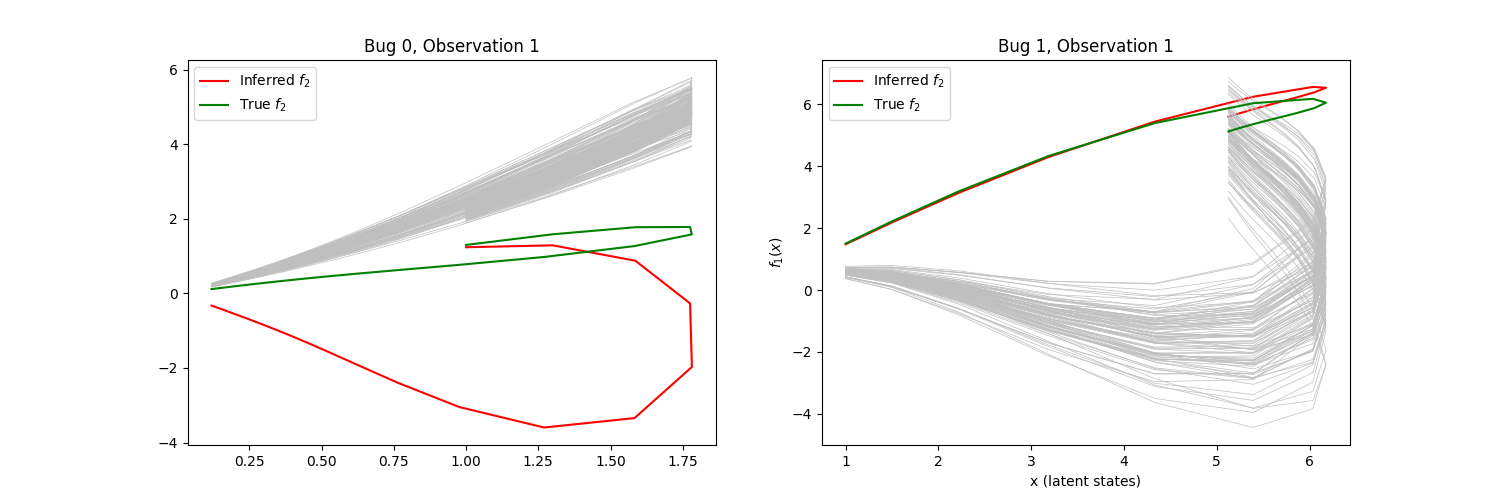 Bug 0, Observation 1
Inferred f₂
True f₂
6
4
2
0
−2
−4
0.25 0.50 0.75 1.00 1.25 1.50 1.75
Bug 1, Observation 1
Inferred f₂
True f₂
f₁(x)
6
4
2
0
−2
−4
1 2 3 4 5 6
x (latent states)